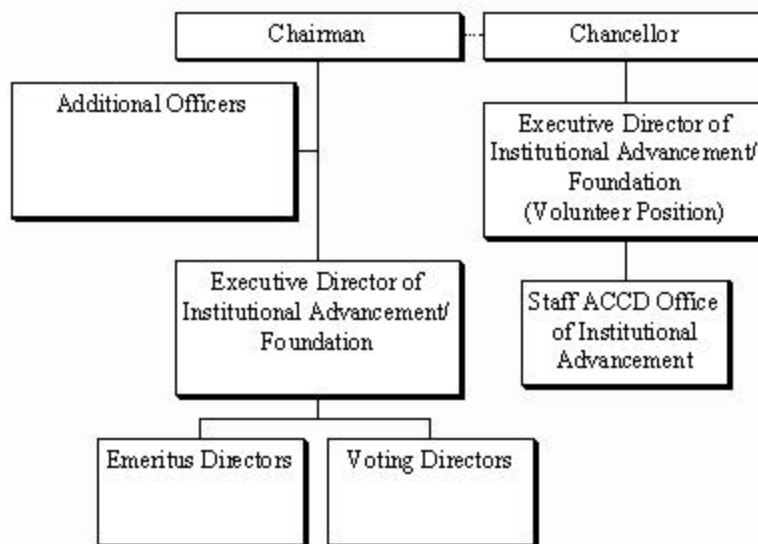 Chairman
Chancellor
Additional Officers
Executive Director of
Institutional Advancement/
Foundation
(Volunteer Position)
Executive Director of
Institutional Advancement/
Foundation
Staff ACCD Office
of Institutional
Advancement
Emeritus Directors
Voting Directors